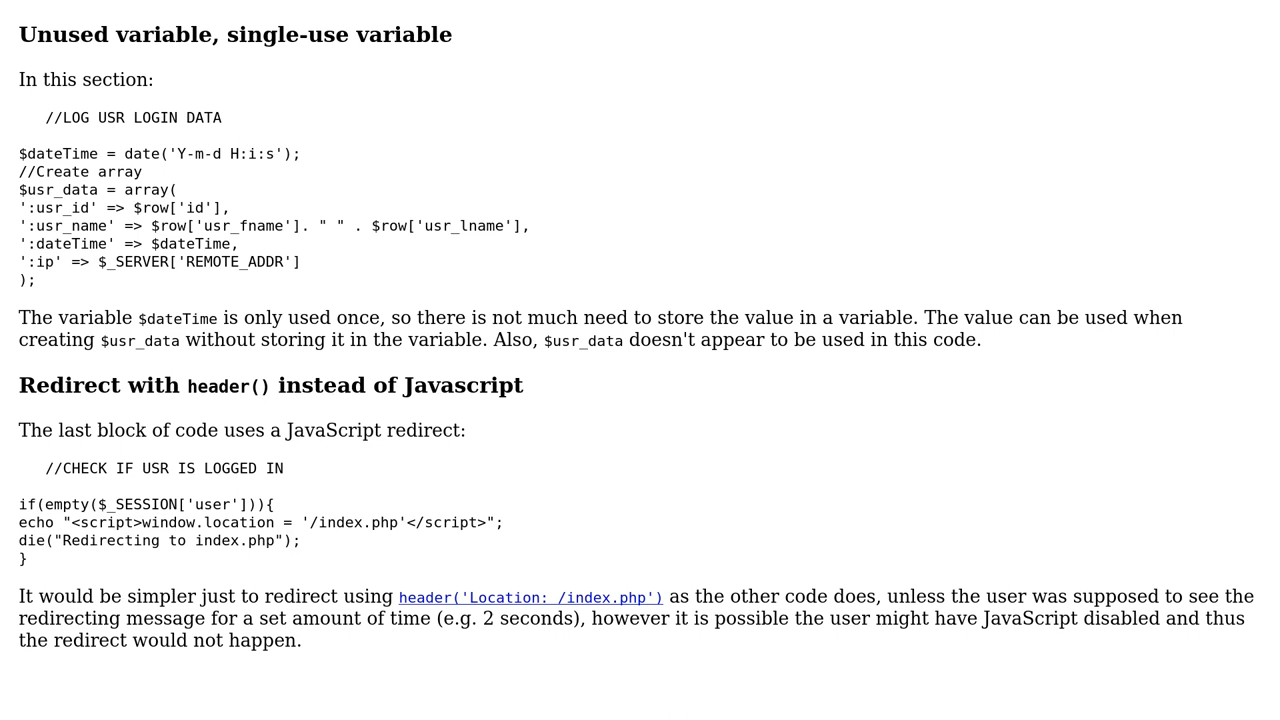 Unused variable, single-use variable
In this section:
//LOG USR LOGIN DATA
$dateTime = date('Y-m-d H:i:s');
//Create array
$usr_data = array(
':usr_id' => $row['id'],
':usr_name' => $row['usr_fname']. " " . $row['usr_lname'],
':dateTime' => $dateTime,
':ip' => $_SERVER['REMOTE_ADDR']
);
The variable $dateTime is only used once, so there is not much need to store the value in a variable. The value can be used when
creating $usr_data without storing it in the variable. Also, $usr_data doesn't appear to be used in this code.
Redirect with header() instead of Javascript
The last block of code uses a JavaScript redirect:
//CHECK IF USR IS LOGGED IN
if(empty($_SESSION['user'])){
echo "<script>window.location = '/index.php'</script>";
die("Redirecting to index.php");
}
It would be simpler just to redirect using header('Location: /index.php') as the other code does, unless the user was supposed to see the
redirecting message for a set amount of time (e.g. 2 seconds), however it is possible the user might have JavaScript disabled and thus
the redirect would not happen.